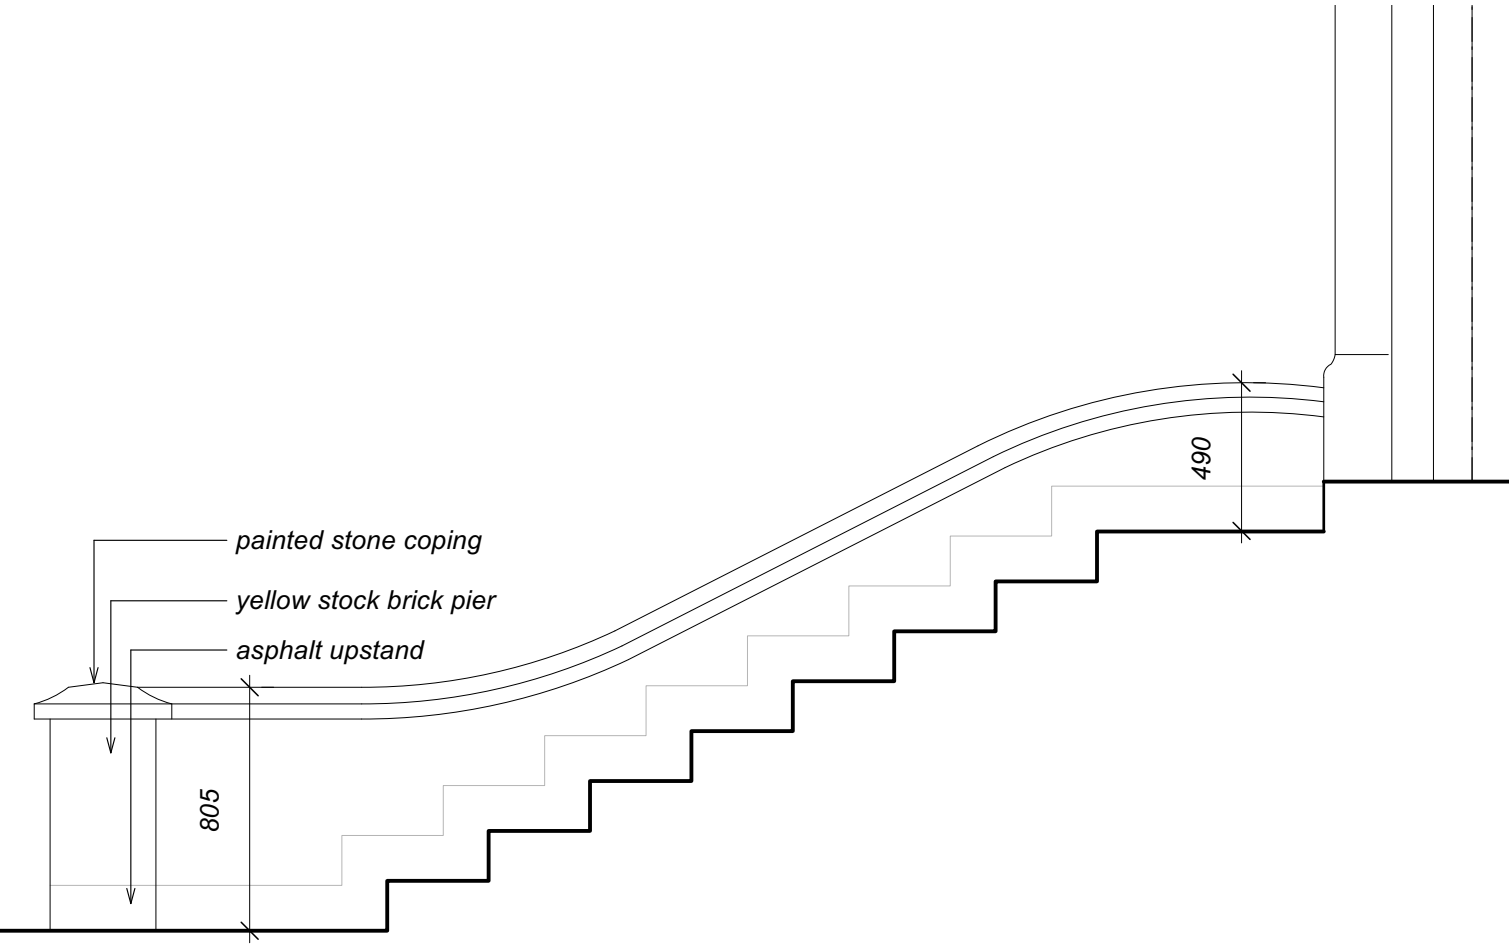 490
painted stone coping
yellow stock brick pier
asphalt upstand
805